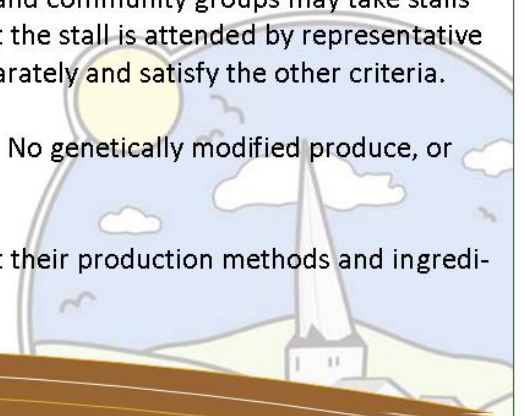 and community groups may take stalls
t the stall is attended by representative
arately and satisfy the other criteria.
No genetically modified produce, or
t their production methods and ingredi-